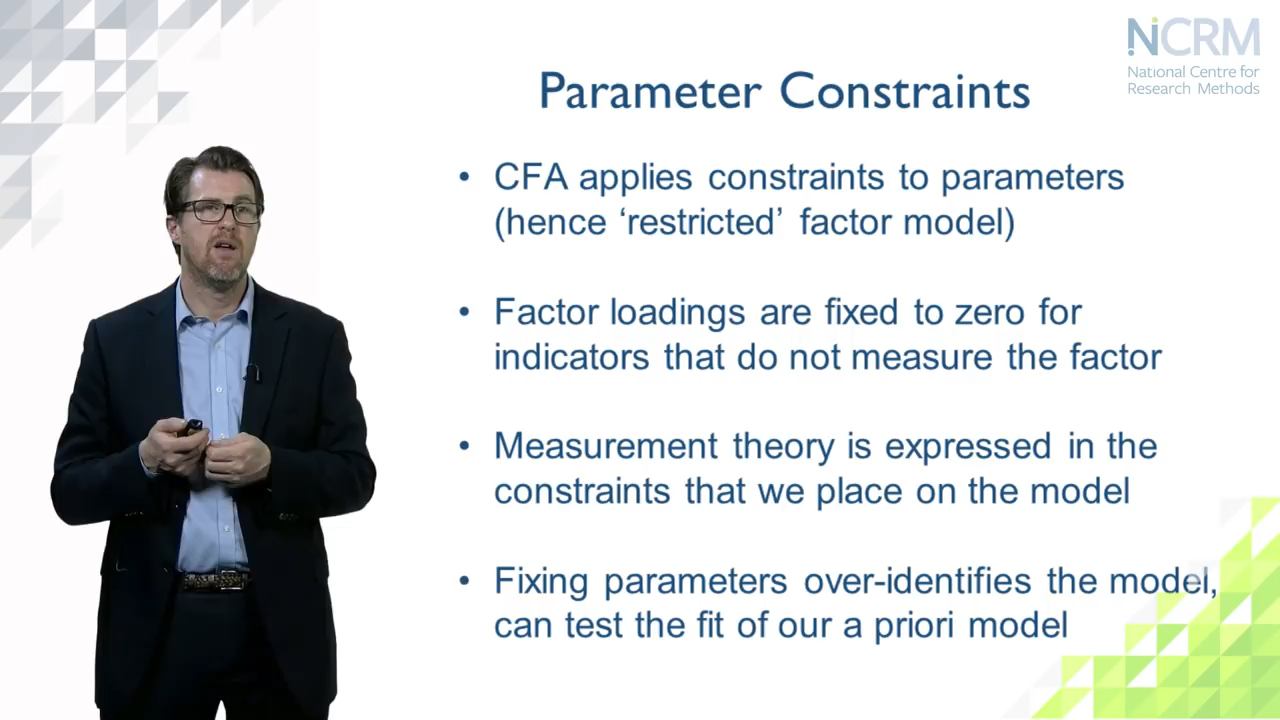 NCRM
National Centre for
Research Methods
Parameter Constraints
• CFA applies constraints to parameters
(hence ‘restricted’ factor model)
• Factor loadings are fixed to zero for
indicators that do not measure the factor
• Measurement theory is expressed in the
constraints that we place on the model
• Fixing parameters over-identifies the model,
can test the fit of our a priori model